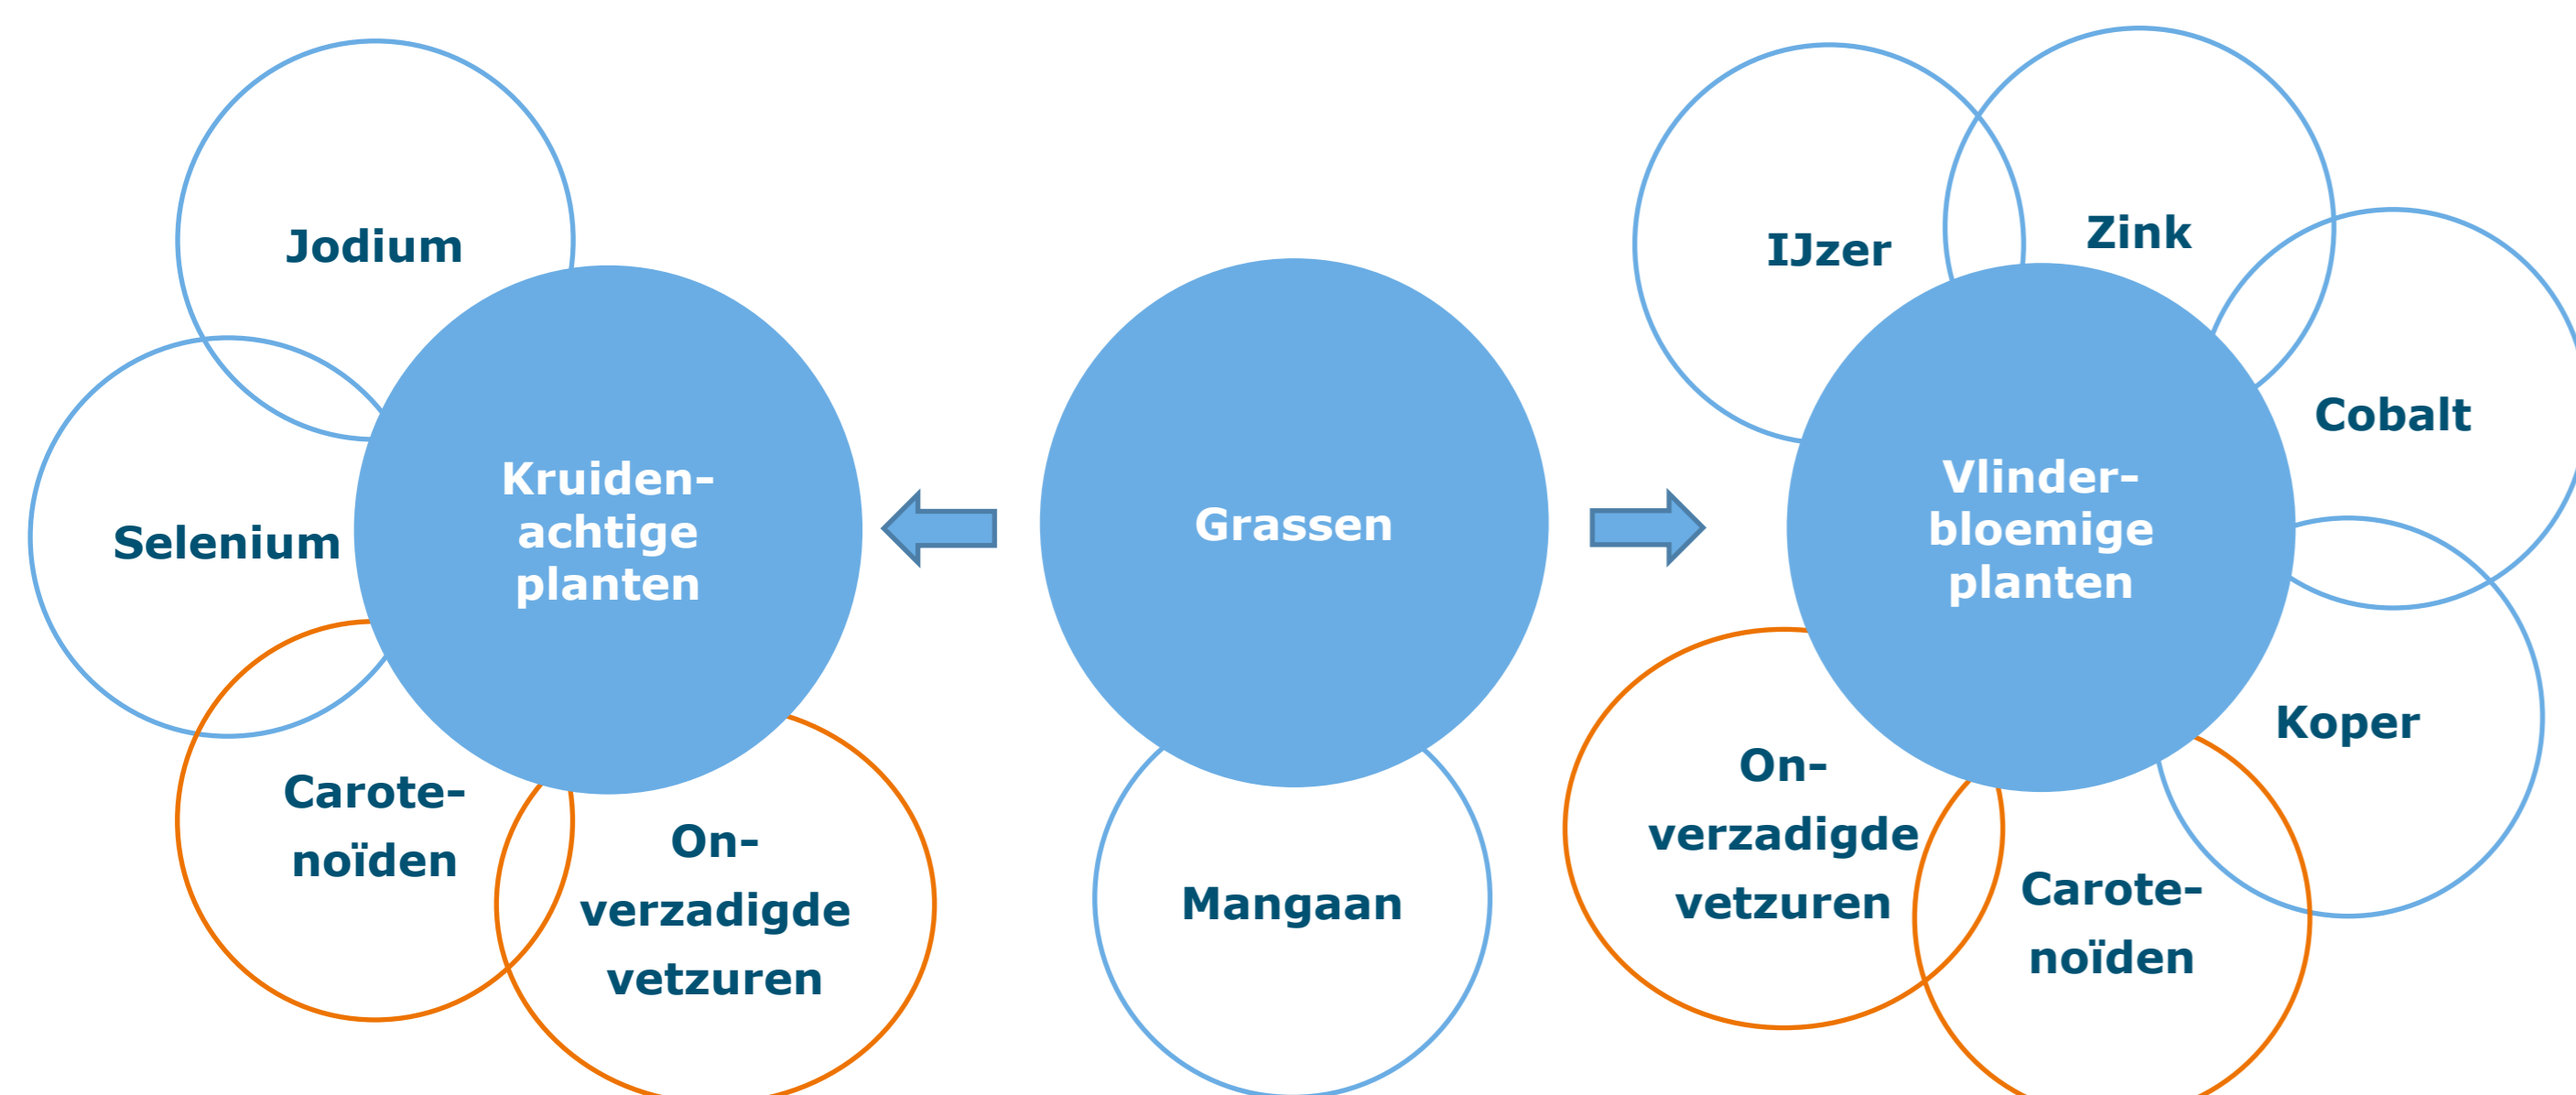 Jodium
Selenium
Kruiden-
achtige
planten
Carote-
noïden
On-
verzadigde
vetzuren
Grassen
Mangaan
IJzer
Zink
Cobalt
Vlinder-
bloemige
planten
Koper
On-
verzadigde
vetzuren
Carote-
noïden